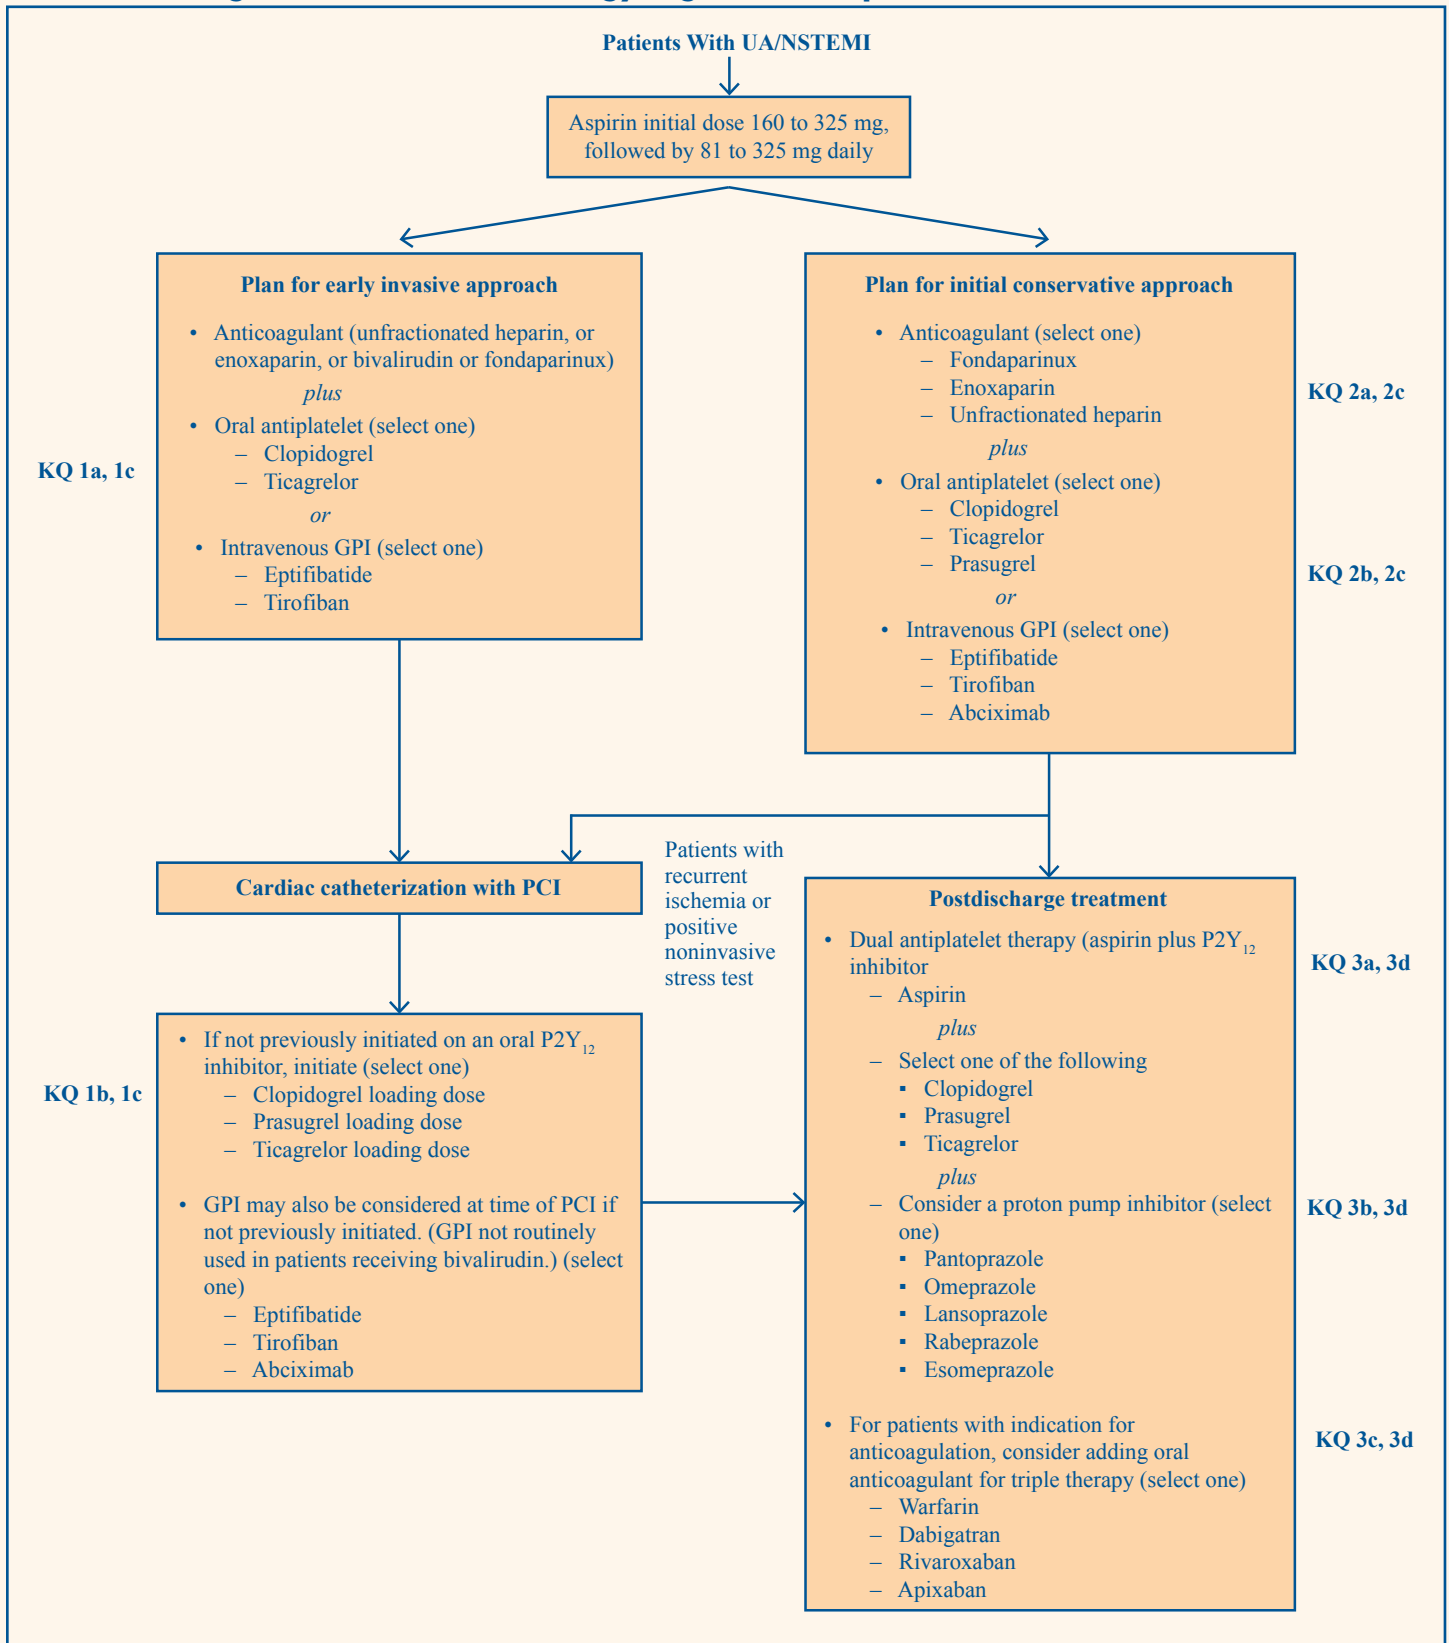 Patients With UA/NSTEMI
Aspirin initial dose 160 to 325 mg,
followed by 81 to 325 mg daily
Plan for early invasive approach
• Anticoagulant (unfractionated heparin, or
enoxaparin, or bivalirudin or fondaparinux)
plus
• Oral antiplatelet (select one)
– Clopidogrel
– Ticagrelor
or
• Intravenous GPI (select one)
– Eptifibatide
– Tirofiban
KQ 1a, 1c
Plan for initial conservative approach
• Anticoagulant (select one)
– Fondaparinux
– Enoxaparin
– Unfractionated heparin
plus
• Oral antiplatelet (select one)
– Clopidogrel
– Ticagrelor
– Prasugrel
or
• Intravenous GPI (select one)
– Eptifibatide
– Tirofiban
– Abciximab
KQ 2a, 2c
KQ 2b, 2c
Cardiac catheterization with PCI
Patients with
recurrent
ischemia or
positive
noninvasive
stress test
• If not previously initiated on an oral P2Y₁₂
inhibitor, initiate (select one)
– Clopidogrel loading dose
– Prasugrel loading dose
– Ticagrelor loading dose
• GPI may also be considered at time of PCI if
not previously initiated. (GPI not routinely
used in patients receiving bivalirudin.) (select
one)
– Eptifibatide
– Tirofiban
– Abciximab
KQ 1b, 1c
Postdischarge treatment
• Dual antiplatelet therapy (aspirin plus P2Y₁₂
inhibitor
– Aspirin
plus
– Select one of the following
▪ Clopidogrel
▪ Prasugrel
▪ Ticagrelor
plus
– Consider a proton pump inhibitor (select
one)
▪ Pantoprazole
▪ Omeprazole
▪ Lansoprazole
▪ Rabeprazole
▪ Esomeprazole
• For patients with indication for
anticoagulation, consider adding oral
anticoagulant for triple therapy (select one)
– Warfarin
– Dabigatran
– Rivaroxaban
– Apixaban
KQ 3a, 3d
KQ 3b, 3d
KQ 3c, 3d